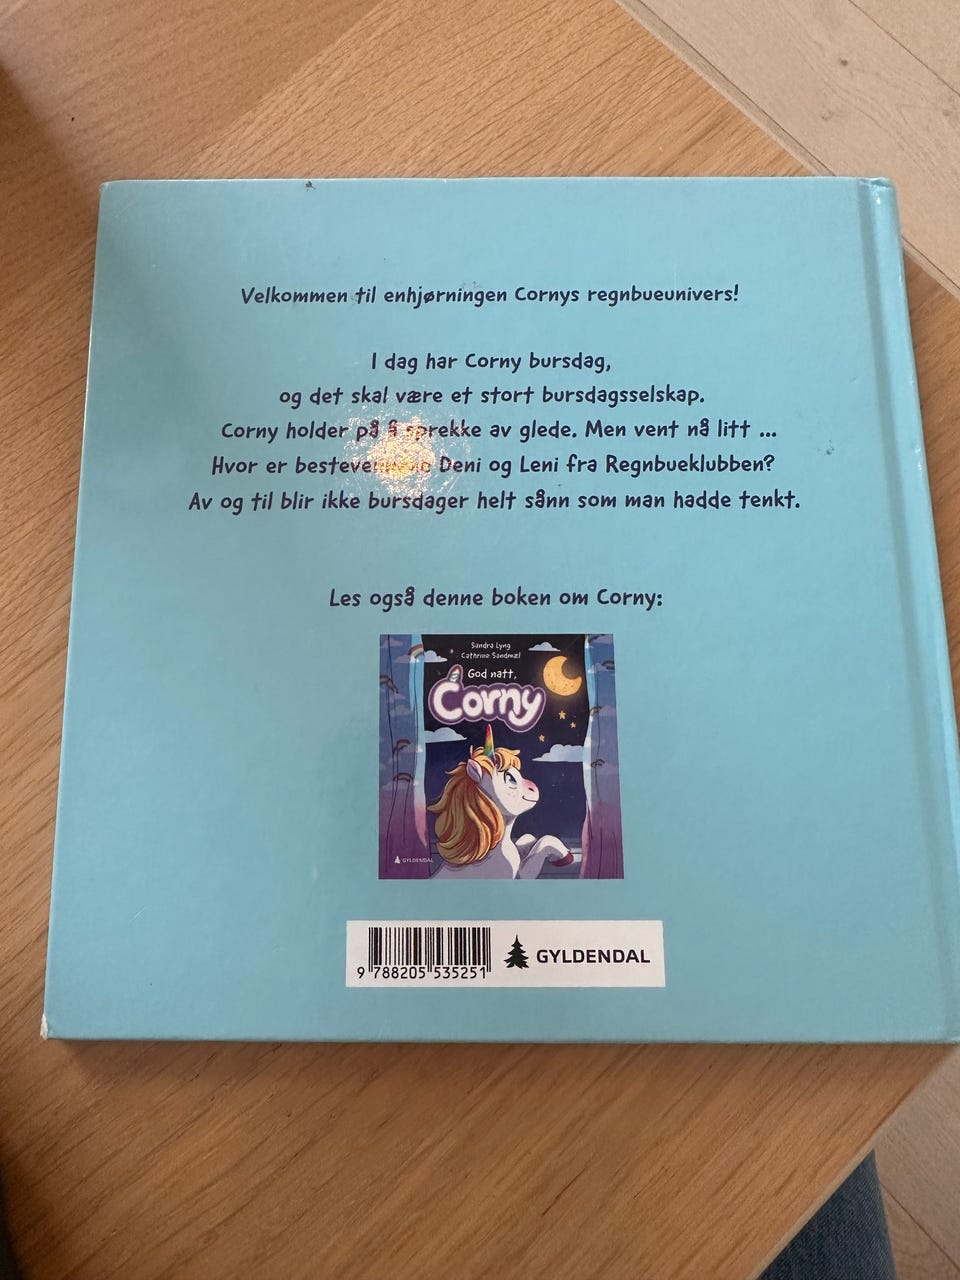 Velkommen til enhjørningen Cornys regnbueunivers!
I dag har Corny bursdag,
og det skal være et stort bursdagsselskap.
Corny holder på å sprekke av glede. Men vent nå litt ...
Hvor er bestevennene Deni og Leni fra Regnbueklubben?
Av og til blir ikke bursdager helt sånn som man hadde tenkt.
Les også denne boken om Corny:
Sandra Lyng
Cathrine Sandmæl
God natt,
Corny
GYLDENDAL
9 788205 535251
GYLDENDAL